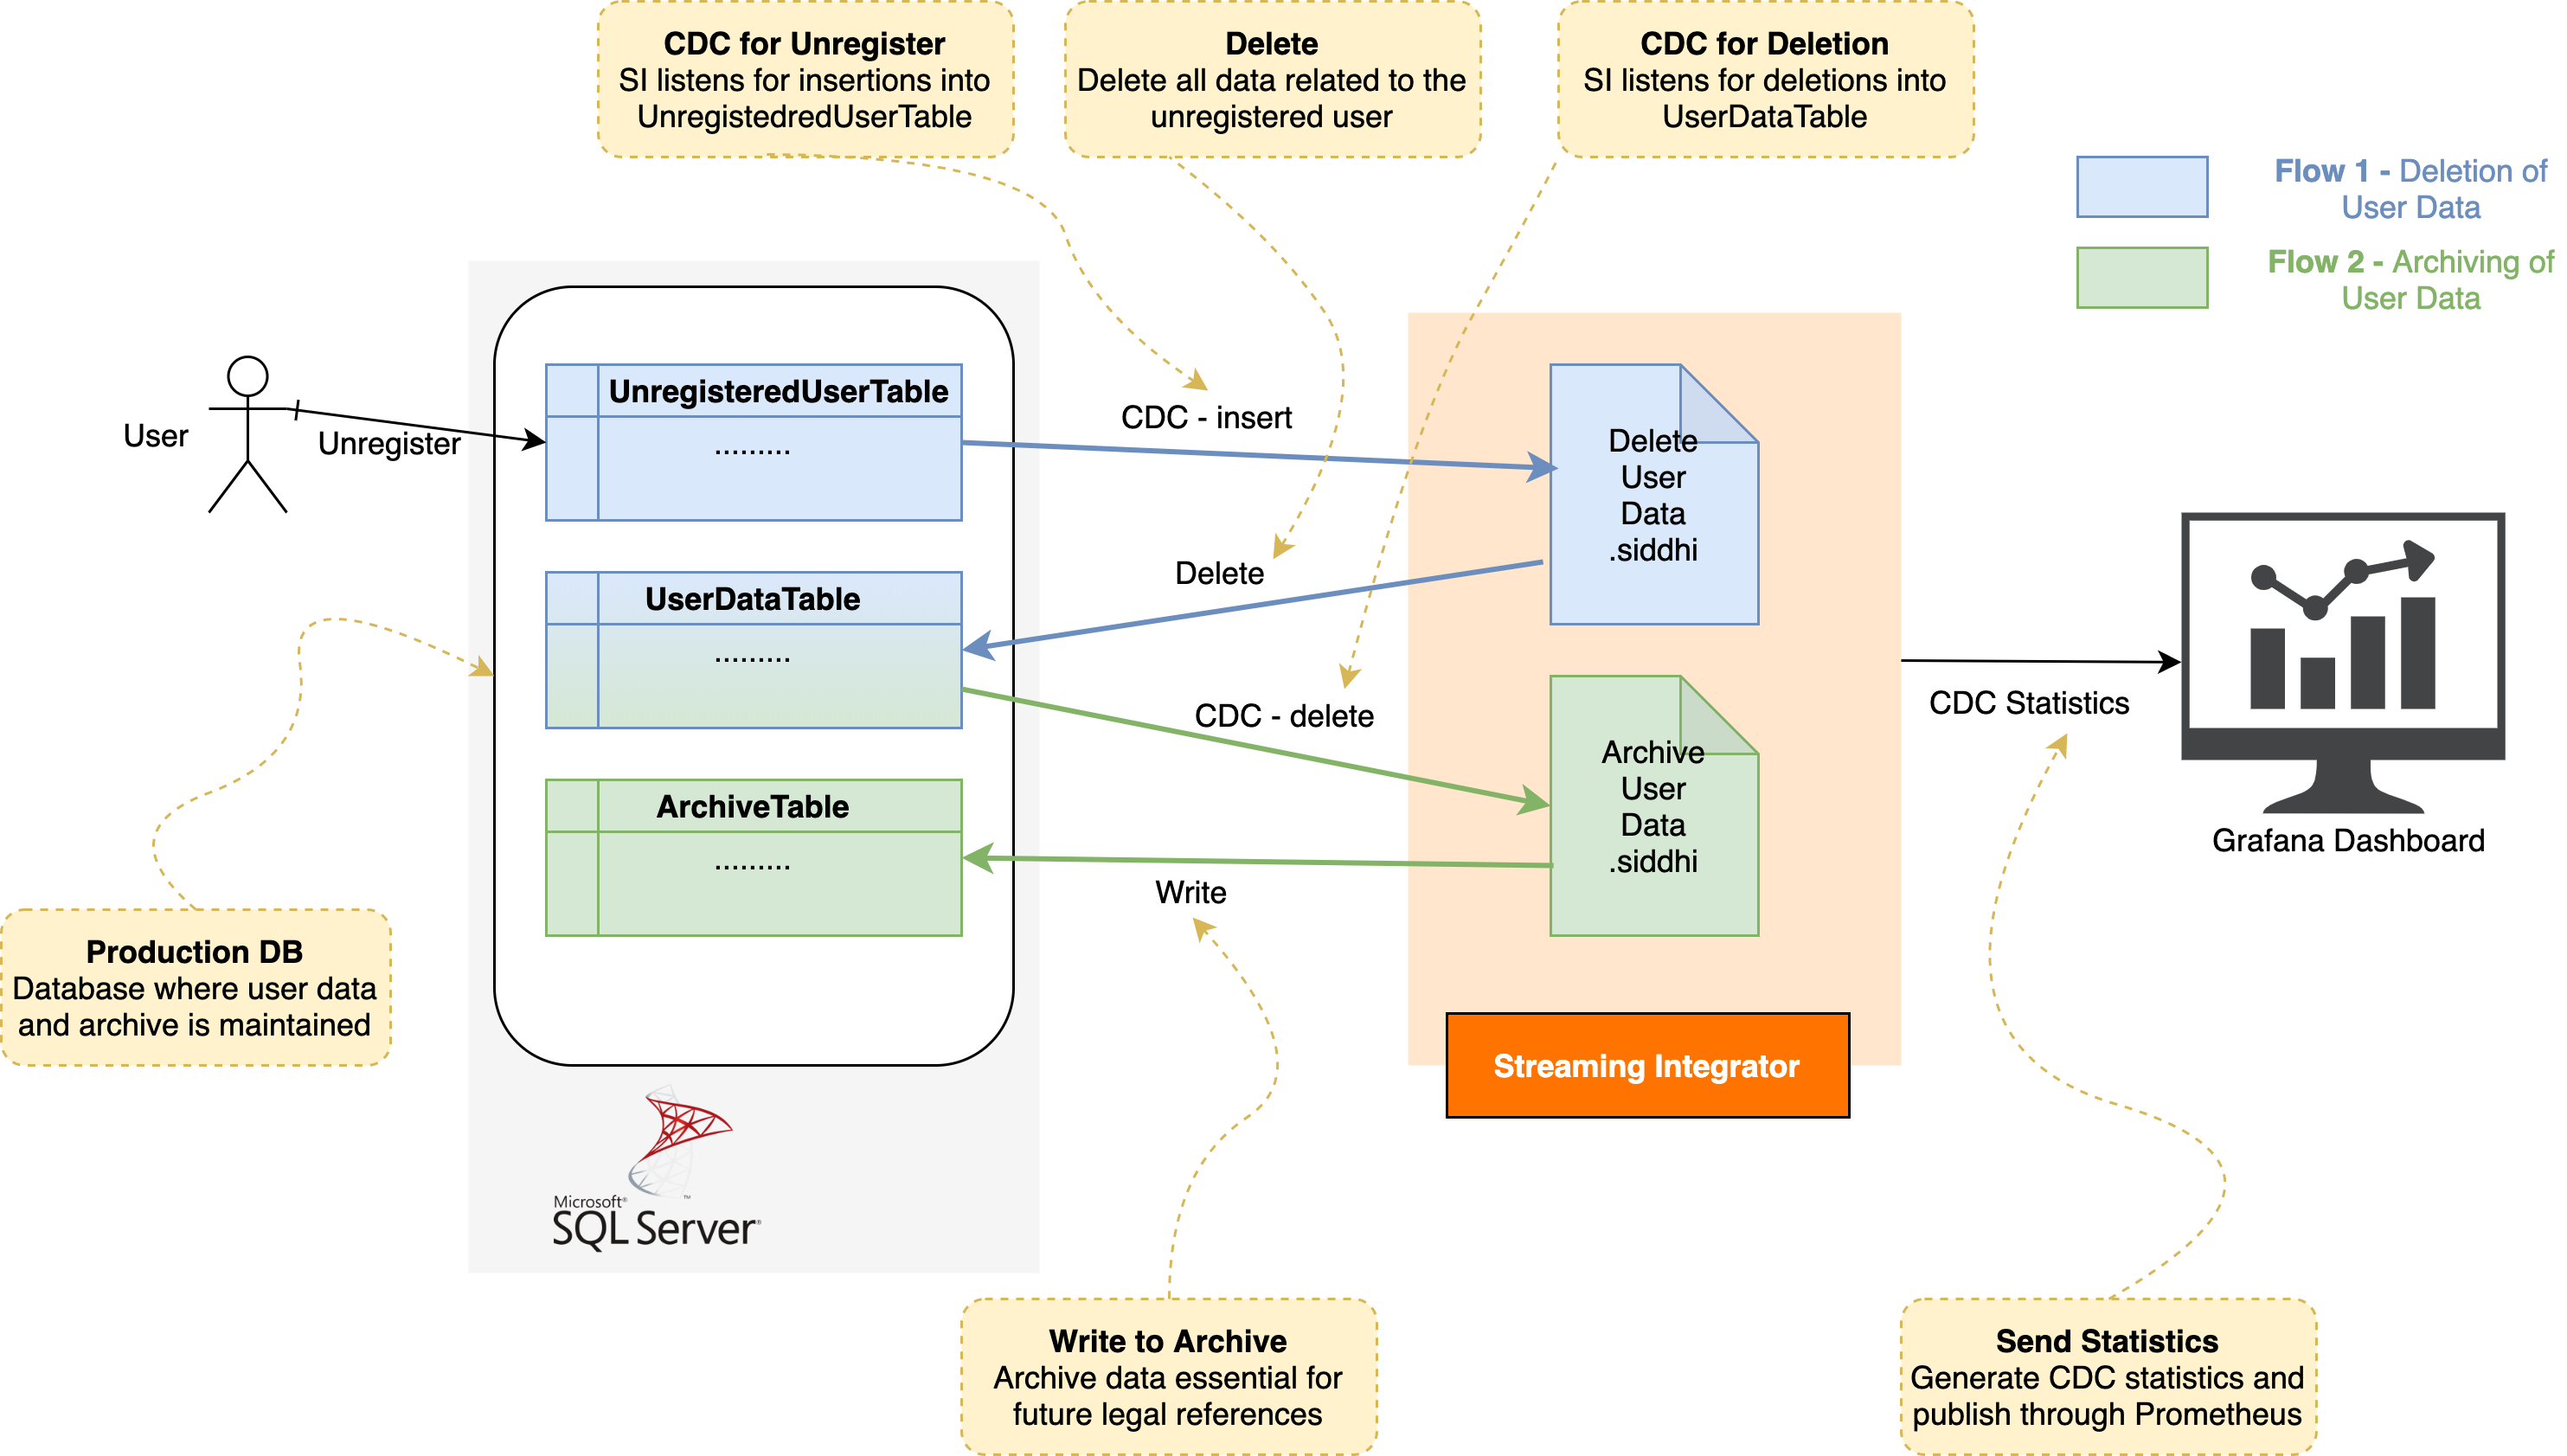 CDC for Unregister
SI listens for insertions into
UnregistedredUserTable
Delete
Delete all data related to the
unregistered user
CDC for Deletion
SI listens for deletions into
UserDataTable
Flow 1 - Deletion of
User Data
Flow 2 - Archiving of
User Data
User
Unregister
UnregisteredUserTable
.........
UserDataTable
.........
ArchiveTable
.........
CDC - insert
Delete
CDC - delete
Write
Delete
User
Data
.siddhi
Archive
User
Data
.siddhi
Streaming Integrator
CDC Statistics
Grafana Dashboard
Production DB
Database where user data
and archive is maintained
Microsoft®
SQL Server®
™
Write to Archive
Archive data essential for
future legal references
Send Statistics
Generate CDC statistics and
publish through Prometheus